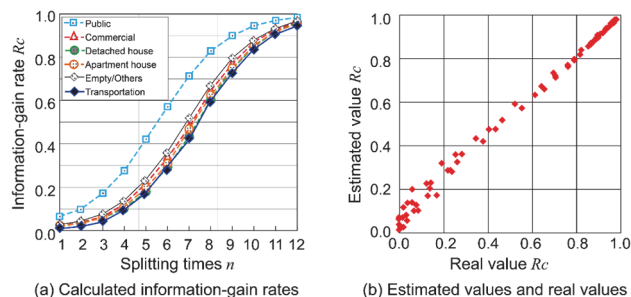 Information-gain rate Rc
1.0
0.8
0.6
0.4
0.2
0.0
Public
Commercial
Detached house
Apartment house
Empty/Others
Transportation
1 2 3 4 5 6 7 8 9 10 11 12
Splitting times n
(a) Calculated information-gain rates
Estimated value Rc
1.0
0.8
0.6
0.4
0.2
0.0
0.0 0.2 0.4 0.6 0.8 1.0
Real value Rc
(b) Estimated values and real values